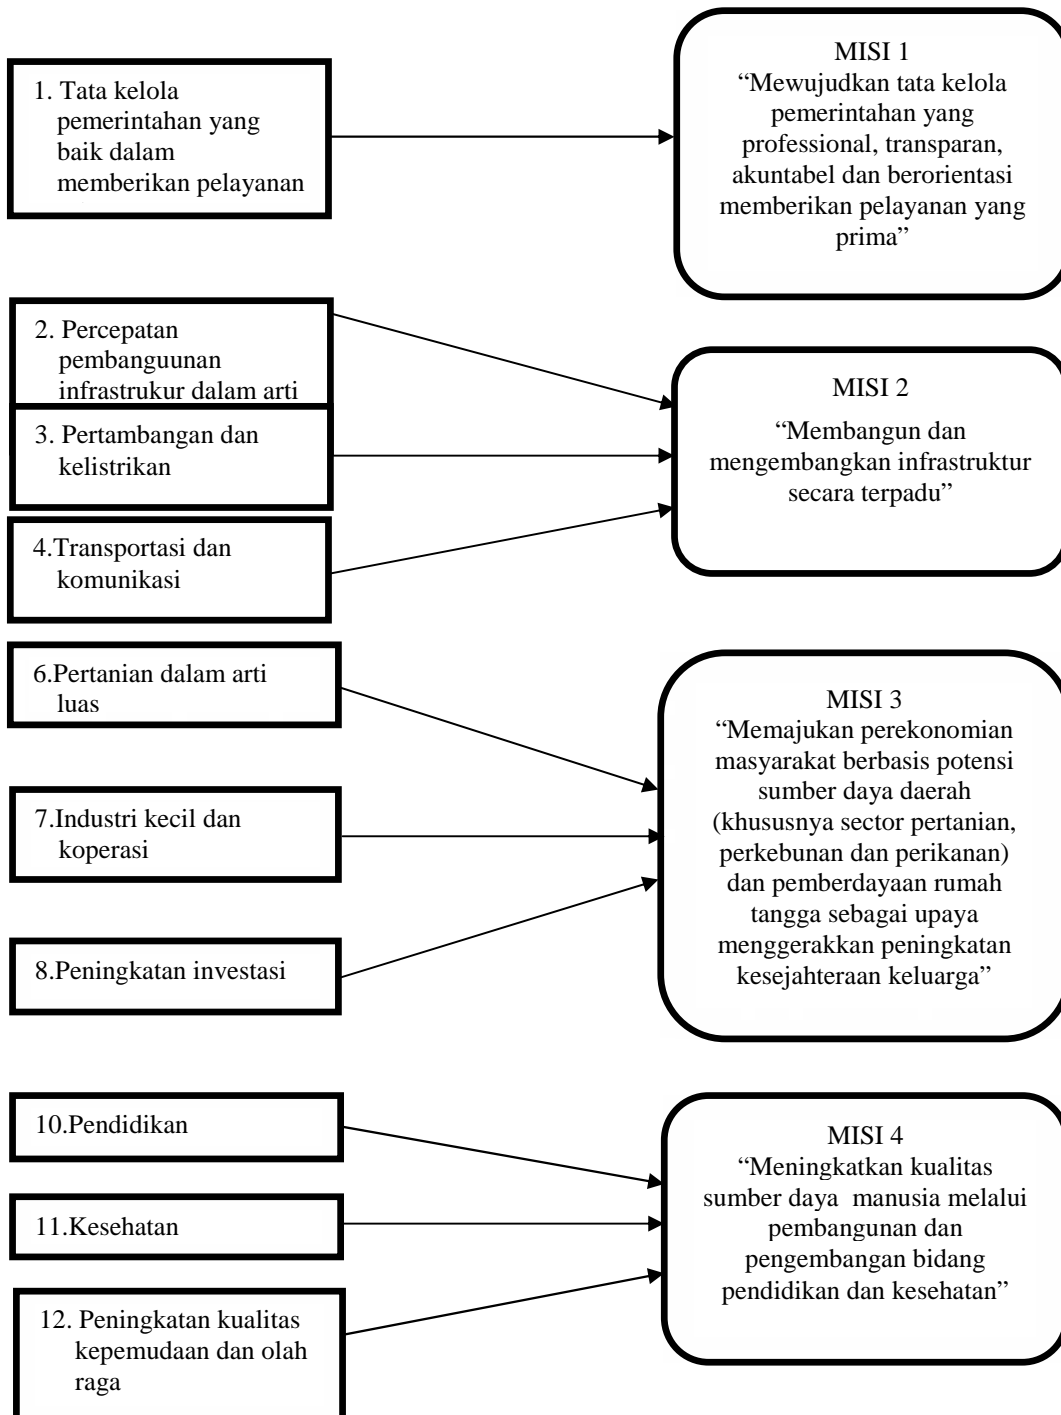 1. Tata kelola
pemerintahan yang
baik dalam
memberikan pelayanan
MISI 1
“Mewujudkan tata kelola
pemerintahan yang
professional, transparan,
akuntabel dan berorientasi
memberikan pelayanan yang
prima”
2. Percepatan
pembanguunan
infrastrukur dalam arti
3. Pertambangan dan
kelistrikan
4.Transportasi dan
komunikasi
MISI 2
“Membangun dan
mengembangkan infrastruktur
secara terpadu”
6.Pertanian dalam arti
luas
7.Industri kecil dan
koperasi
8.Peningkatan investasi
MISI 3
“Memajukan perekonomian
masyarakat berbasis potensi
sumber daya daerah
(khususnya sector pertanian,
perkebunan dan perikanan)
dan pemberdayaan rumah
tangga sebagai upaya
menggerakkan peningkatan
kesejahteraan keluarga”
10.Pendidikan
11.Kesehatan
12. Peningkatan kualitas
kepemudaan dan olah
raga
MISI 4
“Meningkatkan kualitas
sumber daya  manusia melalui
pembangunan dan
pengembangan bidang
pendidikan dan kesehatan”